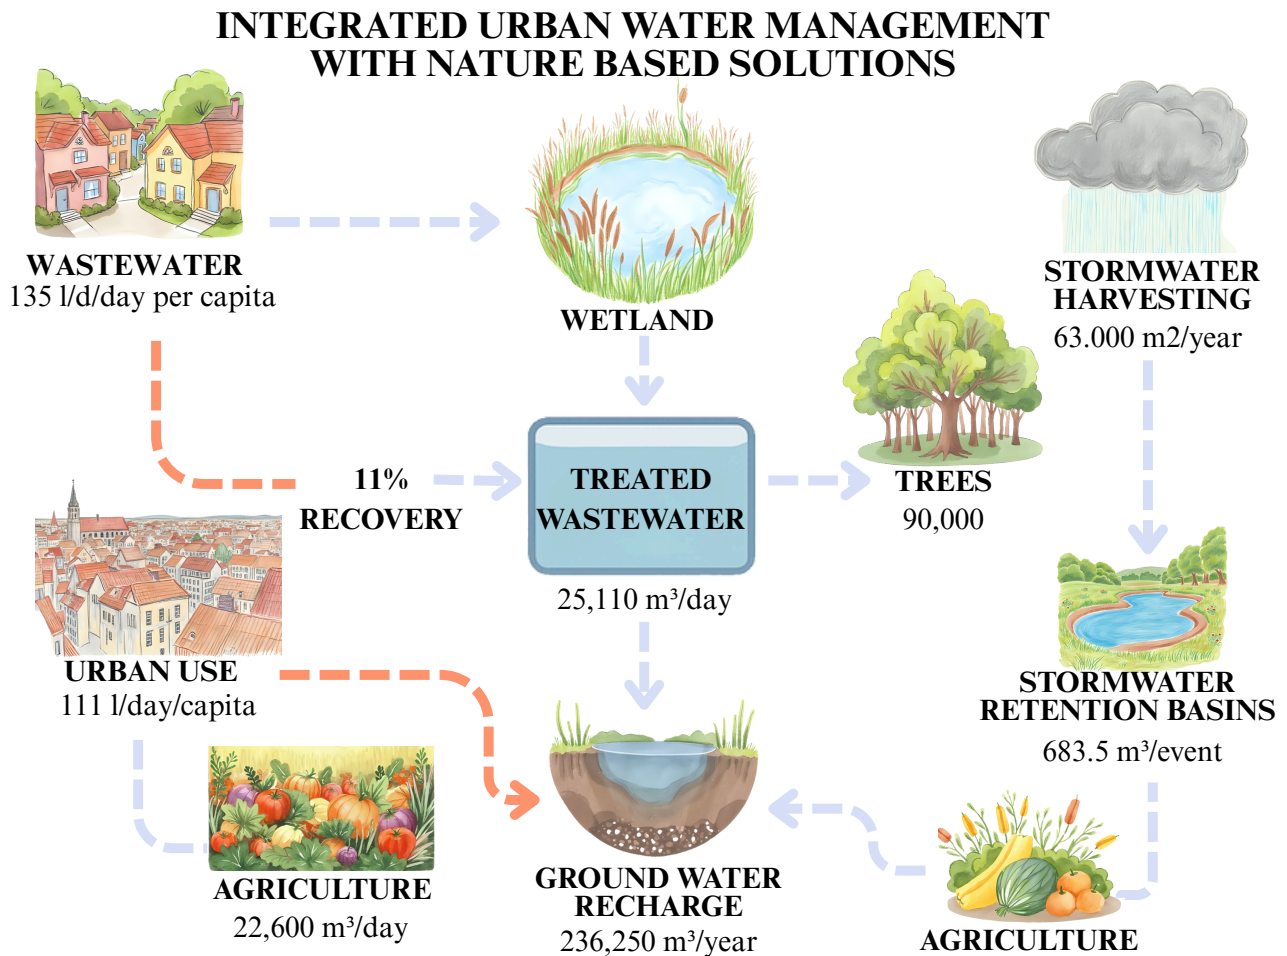 INTEGRATED URBAN WATER MANAGEMENT
WITH NATURE BASED SOLUTIONS
WASTEWATER
135 l/d/day per capita
WETLAND
STORMWATER
HARVESTING
63.000 m2/year
11%
RECOVERY
TREATED
WASTEWATER
25,110 m³/day
TREES
90,000
URBAN USE
111 l/day/capita
STORMWATER
RETENTION BASINS
683.5 m³/event
AGRICULTURE
22,600 m³/day
GROUND WATER
RECHARGE
236,250 m³/year
AGRICULTURE